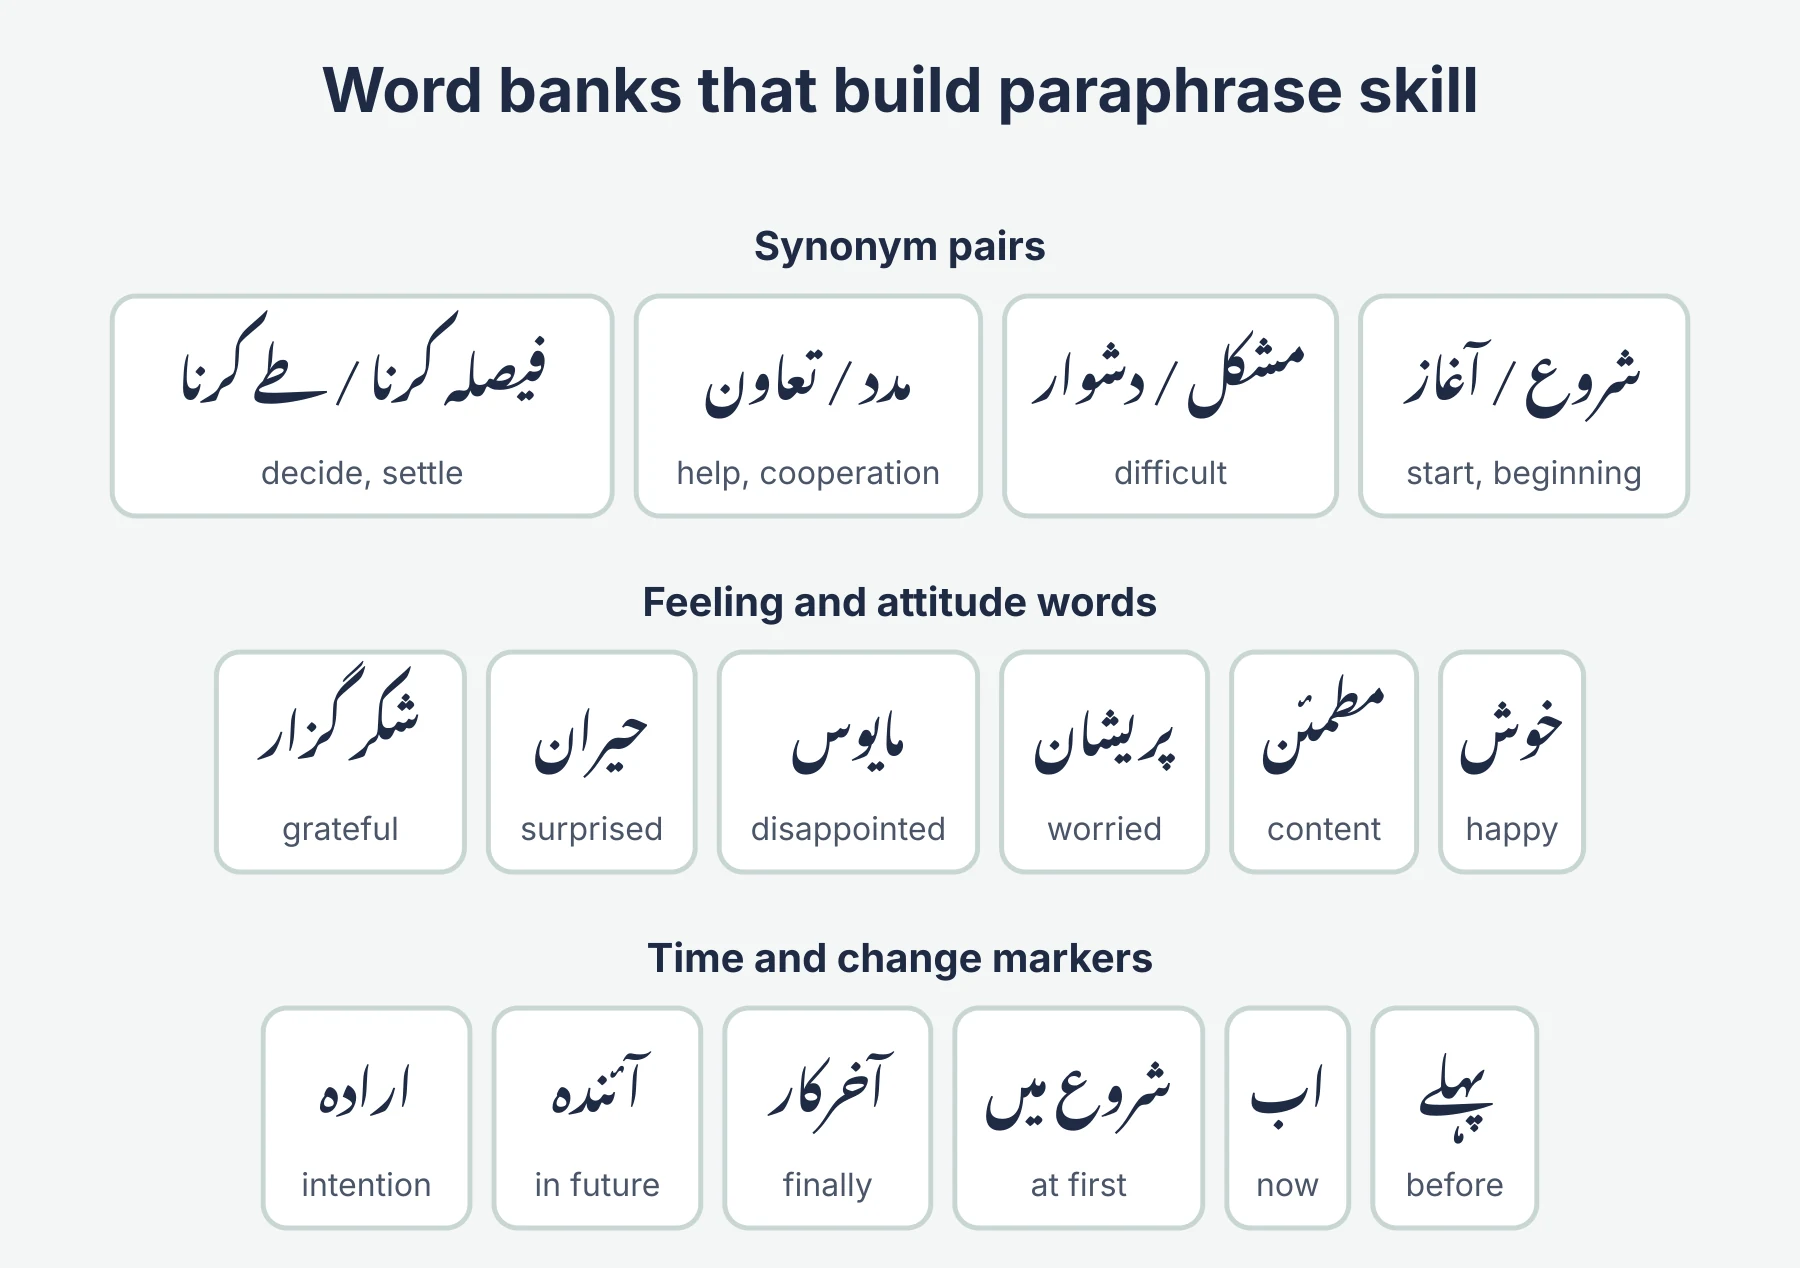 Word banks that build paraphrase skill
Synonym pairs
شروع / آغاز
start, beginning
مشکل / دشوار
difficult
مدد / تعاون
help, cooperation
فیصلہ کرنا / طے کرنا
decide, settle
Feeling and attitude words
خوش
happy
مطمئن
content
پریشان
worried
مایوس
disappointed
حیران
surprised
شکر گزار
grateful
Time and change markers
پہلے
before
اب
now
شروع میں
at first
آخرکار
finally
آئندہ
in future
ارادہ
intention